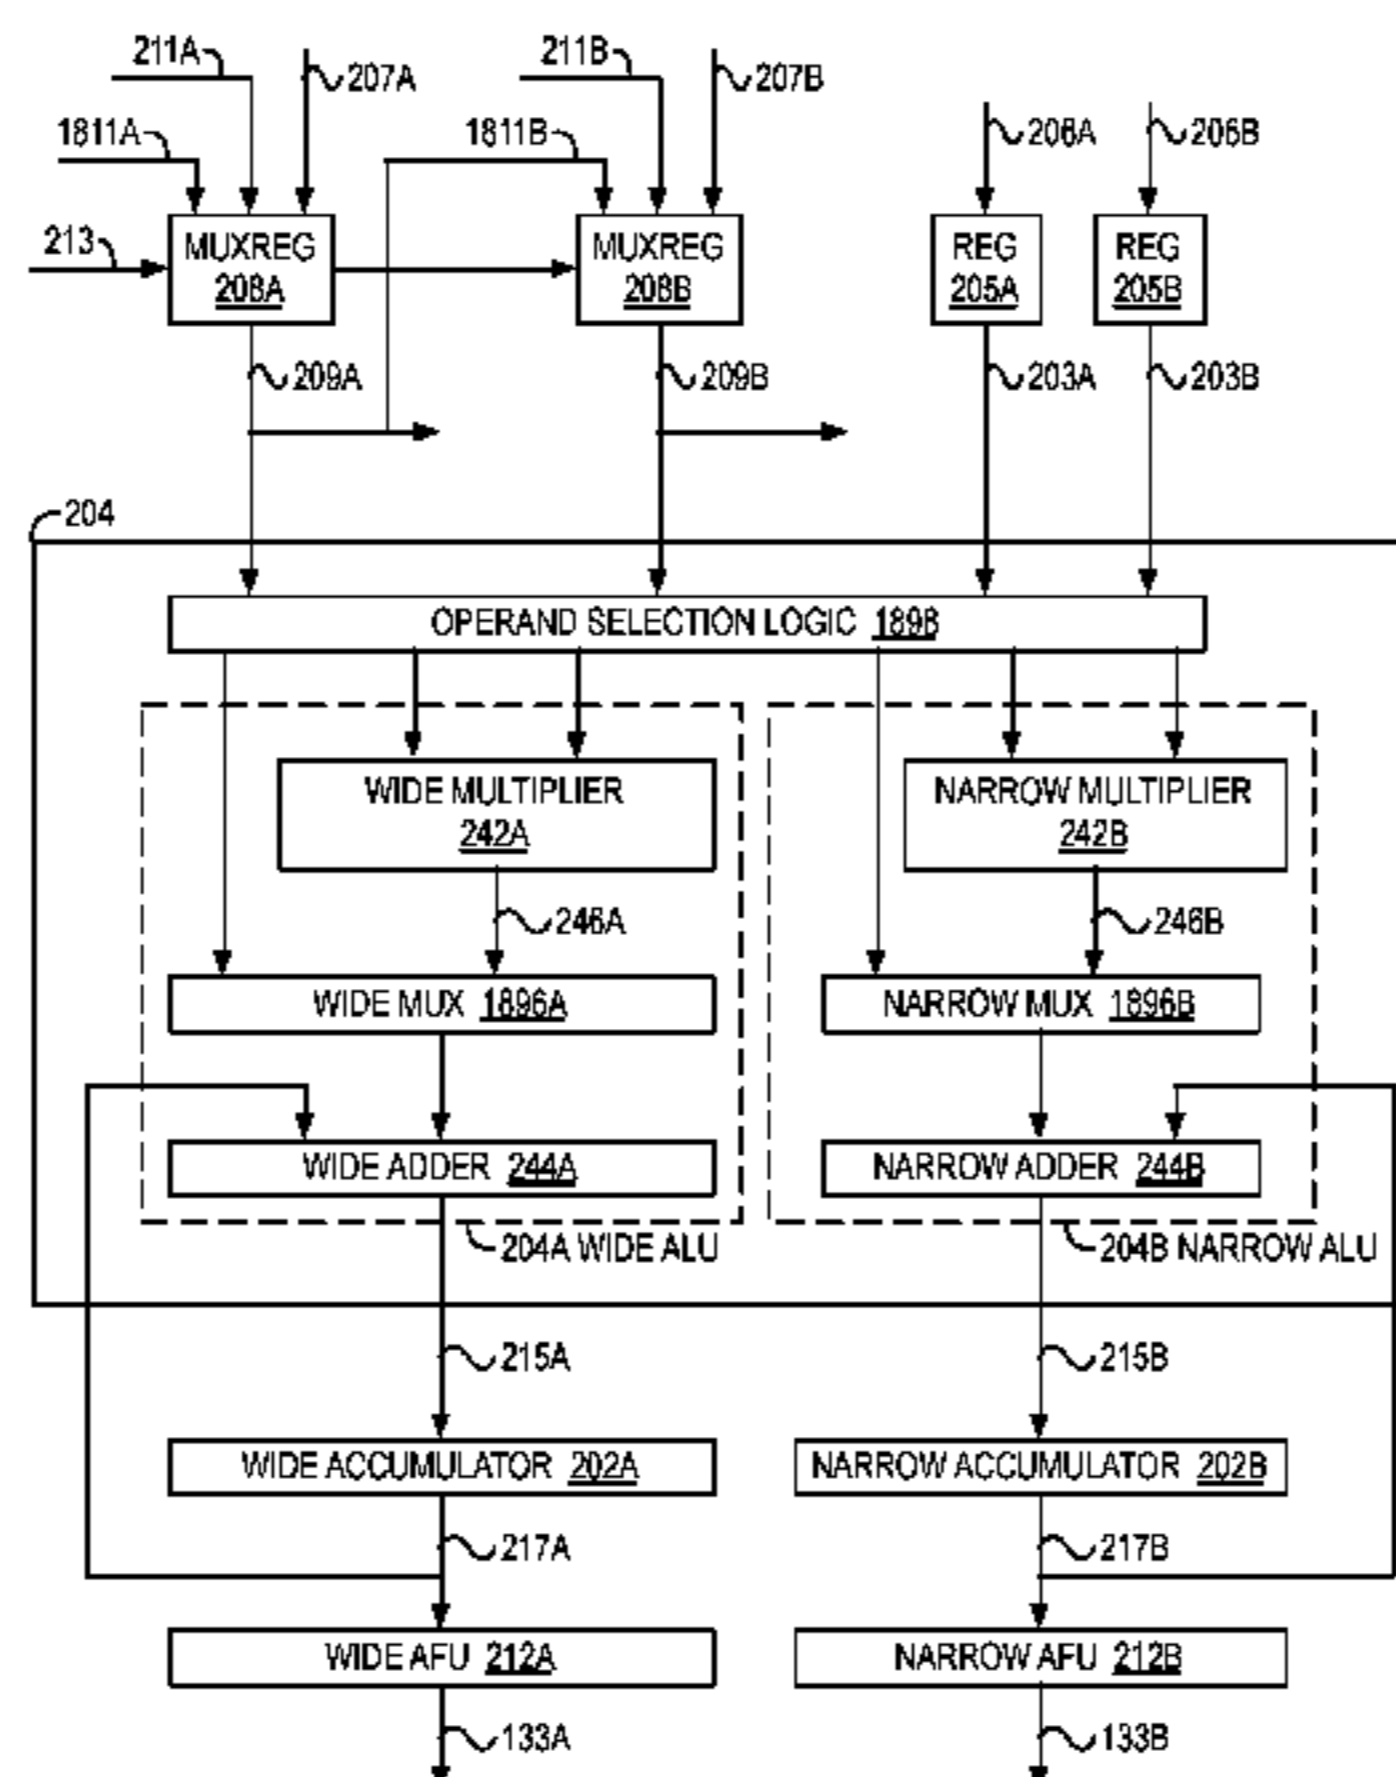 211A
207A
211B
207B
1811A
1811B
206A
206B
213
MUXREG
208A
MUXREG
208B
REG
205A
REG
205B
209A
209B
203A
203B
204
OPERAND SELECTION LOGIC 1898
WIDE MULTIPLIER
242A
NARROW MULTIPLIER
242B
246A
246B
WIDE MUX 1896A
NARROW MUX 1896B
WIDE ADDER 244A
NARROW ADDER 244B
204A WIDE ALU
204B NARROW ALU
215A
215B
WIDE ACCUMULATOR 202A
NARROW ACCUMULATOR 202B
217A
217B
WIDE AFU 212A
NARROW AFU 212B
133A
133B